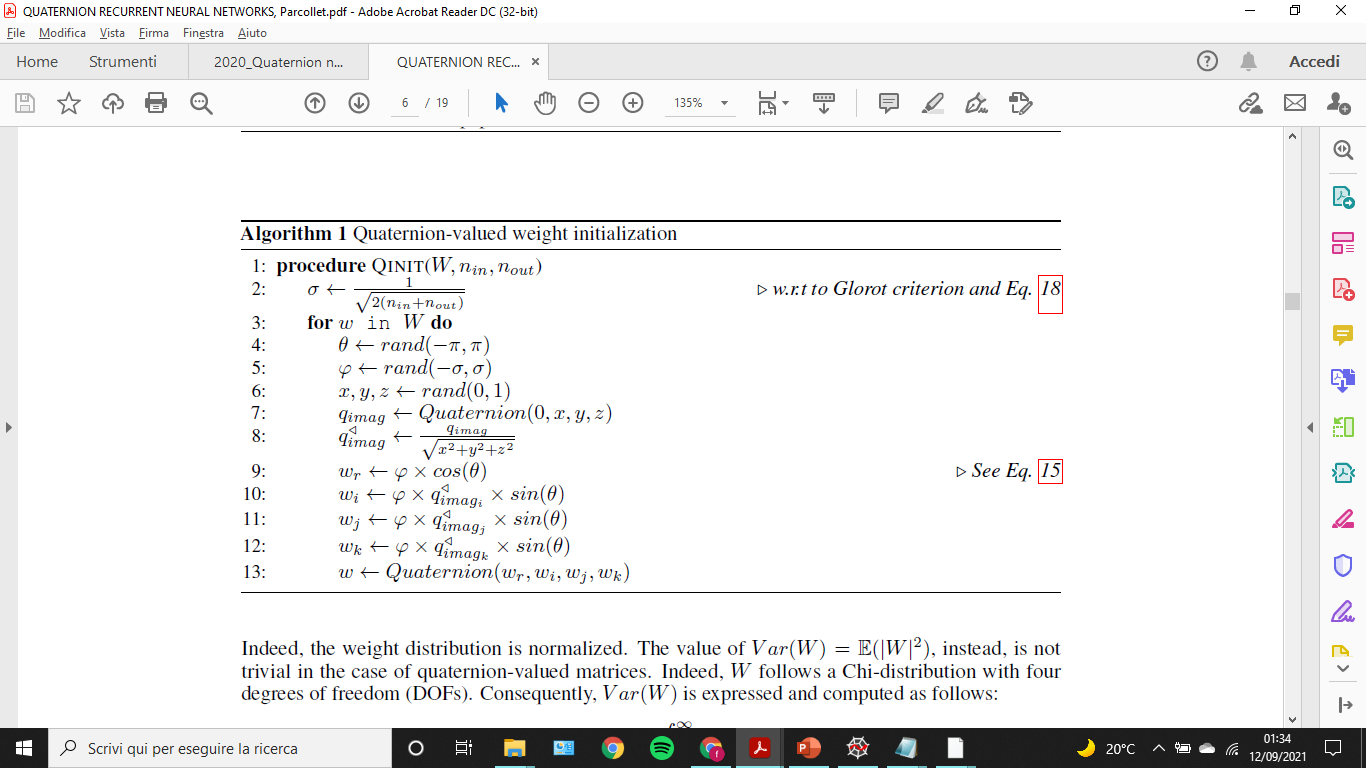 QUATERNION RECURRENT NEURAL NETWORKS, Parcollet.pdf - Adobe Acrobat Reader DC (32-bit)
File Modifica Vista Firma Finestra Aiuto
Home Strumenti 2020_Quaternion n... QUATERNION REC... × Accedi
6 / 19 135%
Algorithm 1 Quaternion-valued weight initialization
1: procedure QINIT(W, n_in, n_out)
2: σ ← 1/√(2(n_in+n_out)) ▷ w.r.t to Glorot criterion and Eq. 18
3: for w in W do
4: θ ← rand(−π, π)
5: φ ← rand(−σ, σ)
6: x, y, z ← rand(0, 1)
7: q_imag ← Quaternion(0, x, y, z)
8: q◁_imag ← q_imag/√(x²+y²+z²)
9: w_r ← φ × cos(θ) ▷ See Eq. 15
10: w_i ← φ × q◁_imag_i × sin(θ)
11: w_j ← φ × q◁_imag_j × sin(θ)
12: w_k ← φ × q◁_imag_k × sin(θ)
13: w ← Quaternion(w_r, w_i, w_j, w_k)
Indeed, the weight distribution is normalized. The value of Var(W) = 𝔼(|W|²), instead, is not
trivial in the case of quaternion-valued matrices. Indeed, W follows a Chi-distribution with four
degrees of freedom (DOFs). Consequently, Var(W) is expressed and computed as follows:
Scrivi qui per eseguire la ricerca
20°C
01:34
12/09/2021